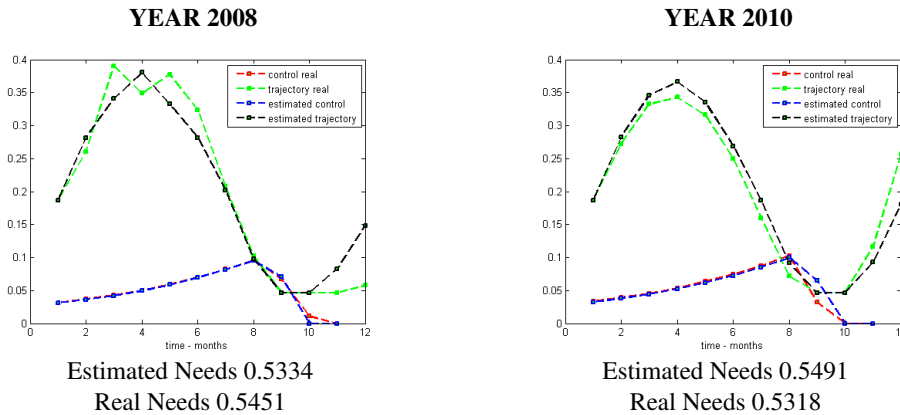 YEAR 2008
0.4
0.35
0.3
0.25
0.2
0.15
0.1
0.05
0
0 2 4 6 8 10 12
time - months
control real
trajectory real
estimated control
estimated trajectory
Estimated Needs 0.5334
Real Needs 0.5451
YEAR 2010
0.4
0.35
0.3
0.25
0.2
0.15
0.1
0.05
0
0 2 4 6 8 10
time - months
control real
trajectory real
estimated control
estimated trajectory
Estimated Needs 0.5491
Real Needs 0.5318